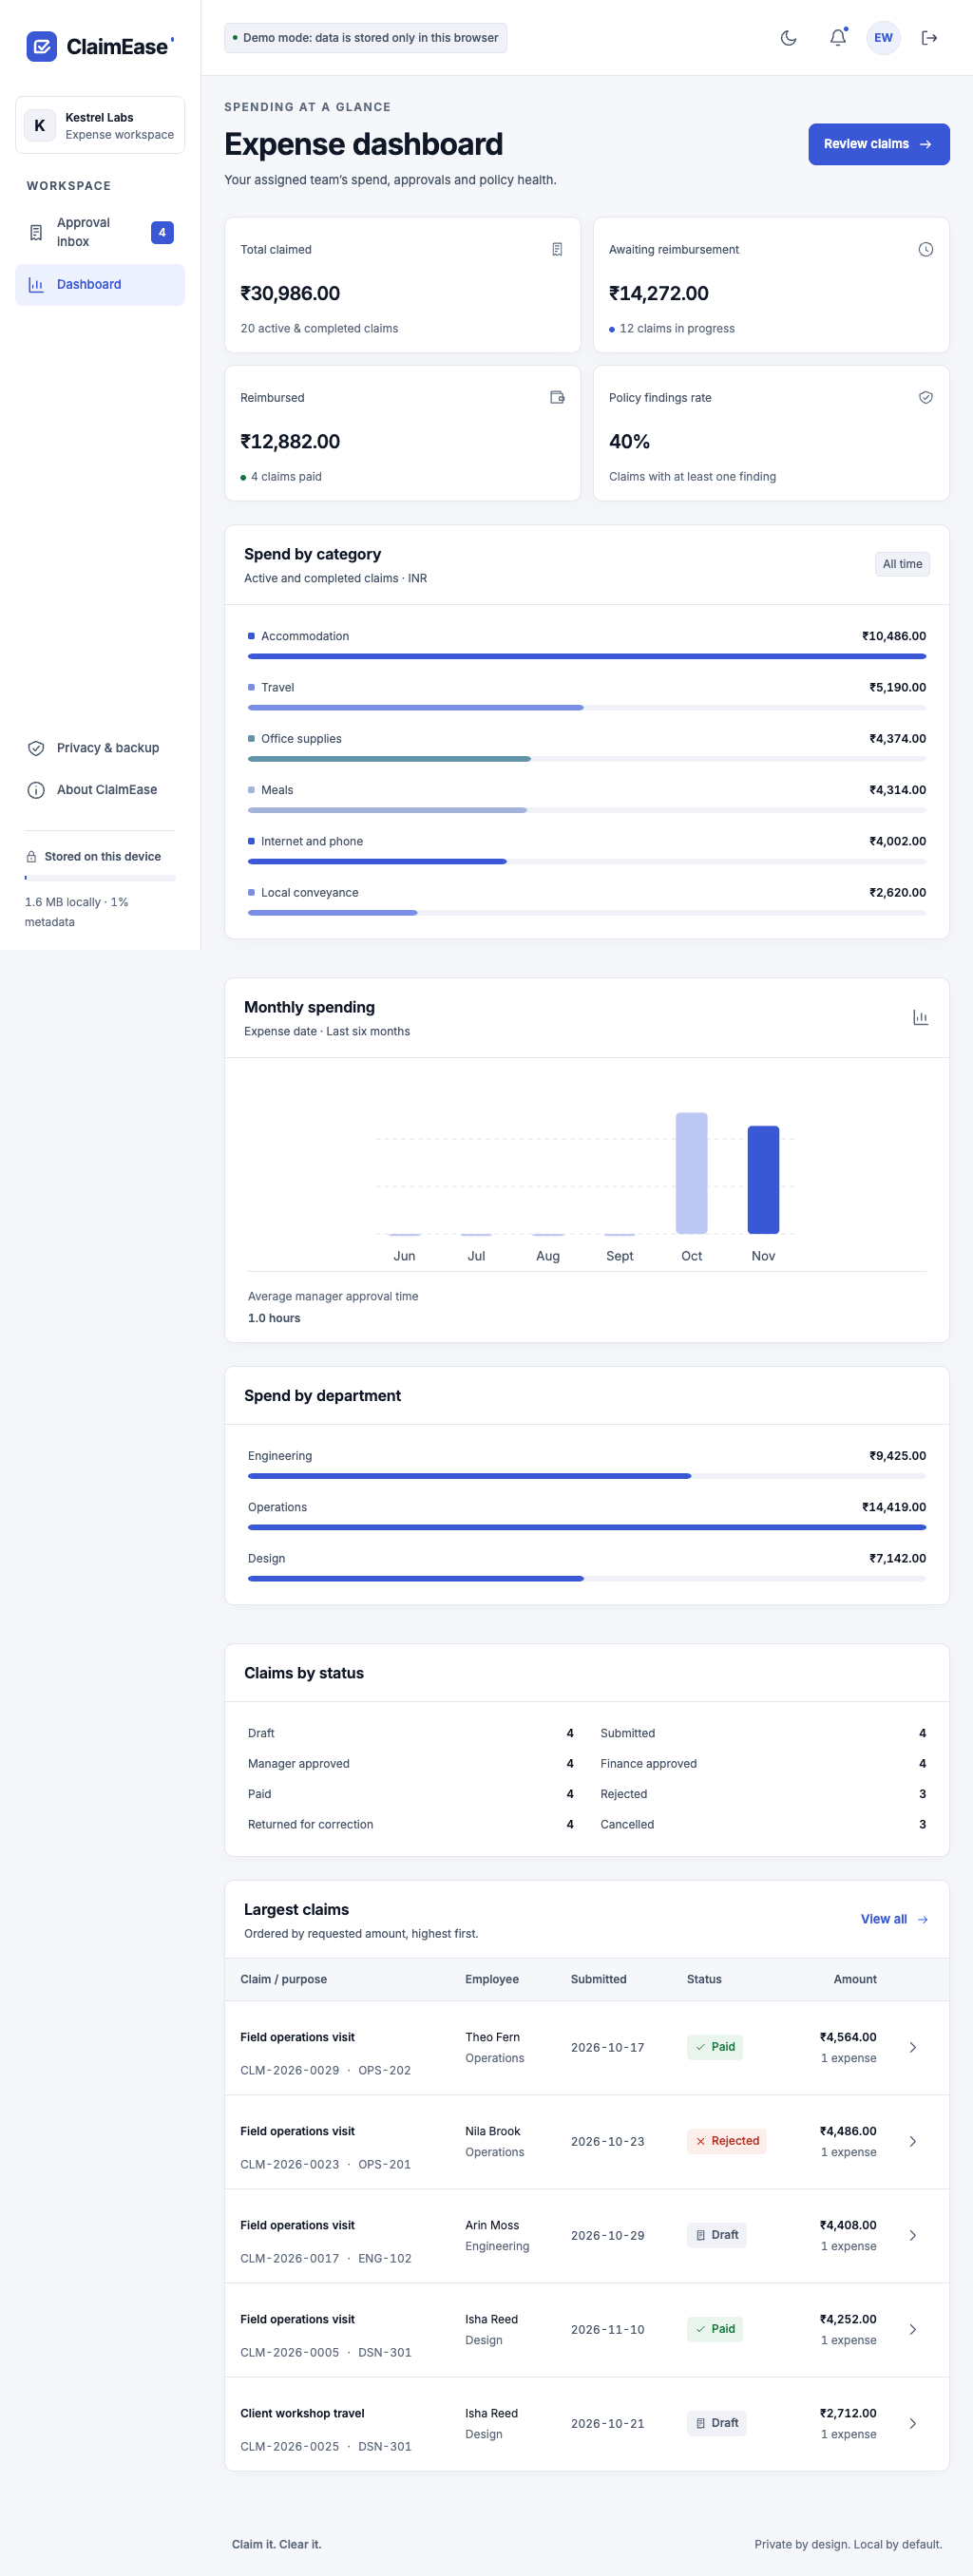 ClaimEase
Demo mode: data is stored only in this browser
EW
K
Kestrel Labs
Expense workspace
WORKSPACE
Approval
Inbox
4
Dashboard
Privacy & backup
About ClaimEase
Stored on this device
1.6 MB locally · 1%
metadata
SPENDING AT A GLANCE
Expense dashboard
Your assigned team's spend, approvals and policy health.
Review claims
Total claimed
₹30,986.00
20 active & completed claims
Awaiting reimbursement
₹14,272.00
12 claims in progress
Reimbursed
₹12,882.00
4 claims paid
Policy findings rate
40%
Claims with at least one finding
Spend by category
Active and completed claims · INR
All time
Accommodation ₹10,486.00
Travel ₹5,190.00
Office supplies ₹4,374.00
Meals ₹4,314.00
Internet and phone ₹4,002.00
Local conveyance ₹2,620.00
Monthly spending
Expense date · Last six months
Jun Jul Aug Sept Oct Nov
Average manager approval time
1.0 hours
Spend by department
Engineering ₹9,425.00
Operations ₹14,419.00
Design ₹7,142.00
Claims by status
Draft 4 Submitted 4
Manager approved 4 Finance approved 4
Paid 4 Rejected 3
Returned for correction 4 Cancelled 3
Largest claims
Ordered by requested amount, highest first.
View all
Claim / purpose Employee Submitted Status Amount
Field operations visit
CLM-2026-0029 · OPS-202
Theo Fern
Operations
2026-10-17
Paid
₹4,564.00
1 expense
Field operations visit
CLM-2026-0023 · OPS-201
Nila Brook
Operations
2026-10-23
Rejected
₹4,486.00
1 expense
Field operations visit
CLM-2026-0017 · ENG-102
Arin Moss
Engineering
2026-10-29
Draft
₹4,408.00
1 expense
Field operations visit
CLM-2026-0005 · DSN-301
Isha Reed
Design
2026-11-10
Paid
₹4,252.00
1 expense
Client workshop travel
CLM-2026-0025 · DSN-301
Isha Reed
Design
2026-10-21
Draft
₹2,712.00
1 expense
Claim it. Clear it.
Private by design. Local by default.